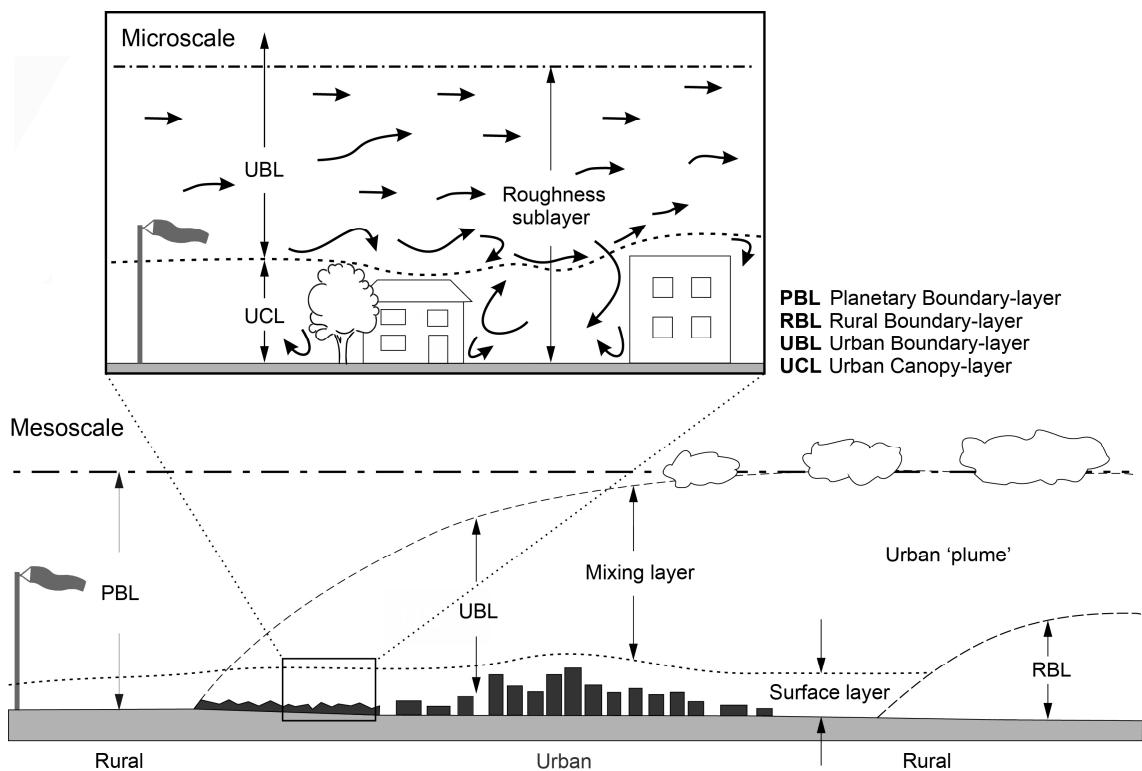 Microscale
UBL
Roughness
sublayer
UCL
PBL Planetary Boundary-layer
RBL Rural Boundary-layer
UBL Urban Boundary-layer
UCL Urban Canopy-layer
Mesoscale
PBL
UBL
Mixing layer
Urban ‘plume’
Surface layer
RBL
Rural
Urban
Rural